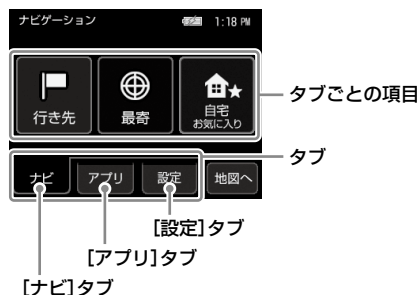 ナビゲーション 1:18 PM
行き先 最寄 自宅
お気に入り
タブごとの項目
タブ
ナビ アプリ 設定 地図へ
[設定]タブ
[アプリ]タブ
[ナビ]タブ